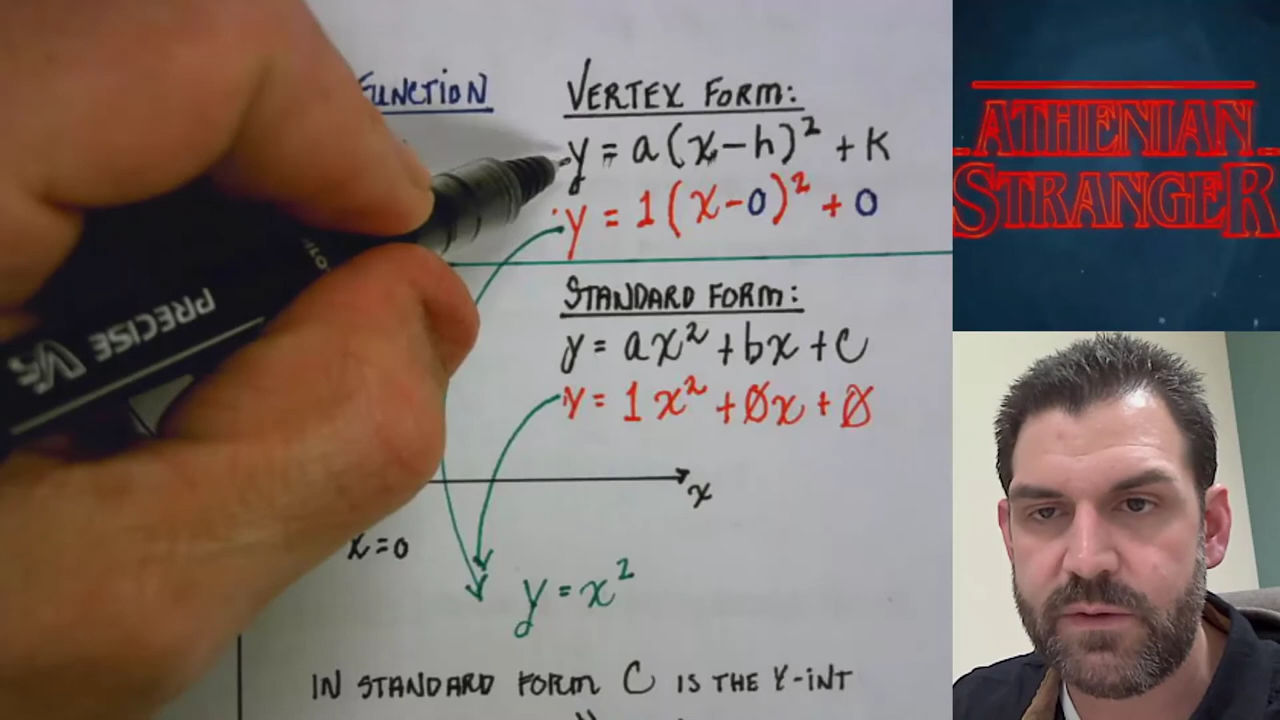 FUNCTION
VERTEX FORM:
y = a(x-h)² + k
y = 1(x-0)² + 0
STANDARD FORM:
y = ax² + bx + c
y = 1x² + 0x + 0
x
x = 0
y = x²
IN STANDARD FORM C IS THE Y-INT
PRECISE V5
ATHENIAN
STRANGER